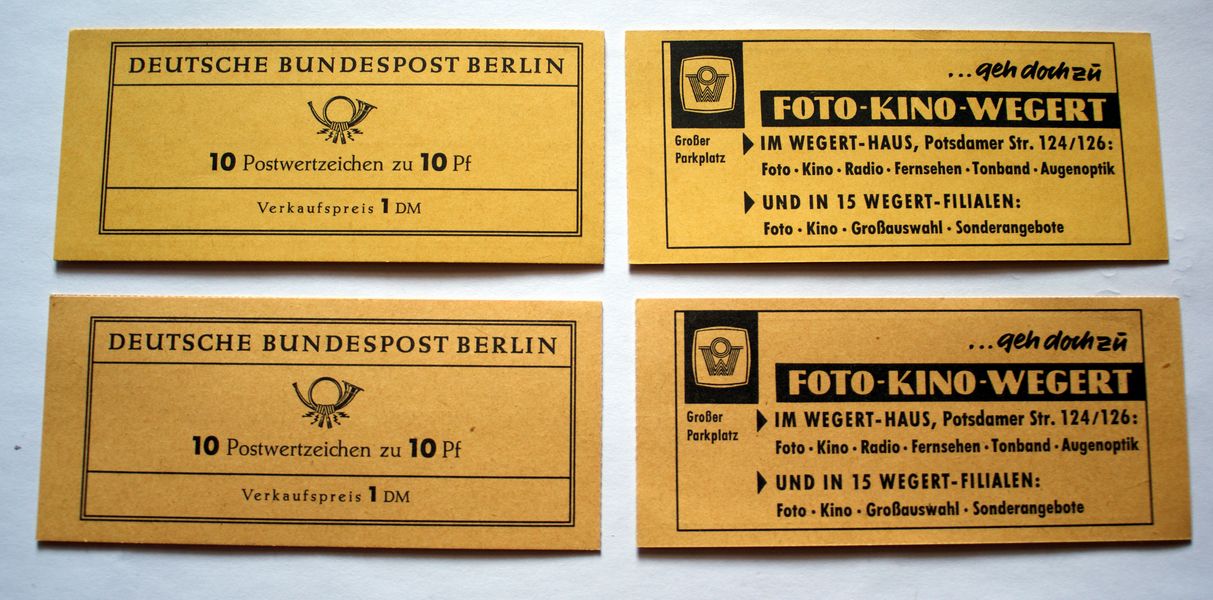 DEUTSCHE BUNDESPOST BERLIN
10 Postwertzeichen zu 10 Pf
Verkaufspreis 1 DM
...geh doch zu
FOTO-KINO-WEGERT
Großer
Parkplatz
IM WEGERT-HAUS, Potsdamer Str. 124/126:
Foto · Kino · Radio · Fernsehen · Tonband · Augenoptik
UND IN 15 WEGERT-FILIALEN:
Foto · Kino · Großauswahl · Sonderangebote
DEUTSCHE BUNDESPOST BERLIN
10 Postwertzeichen zu 10 Pf
Verkaufspreis 1 DM
...geh doch zu
FOTO-KINO-WEGERT
Großer
Parkplatz
IM WEGERT-HAUS, Potsdamer Str. 124/126:
Foto · Kino · Radio · Fernsehen · Tonband · Augenoptik
UND IN 15 WEGERT-FILIALEN:
Foto · Kino · Großauswahl · Sonderangebote